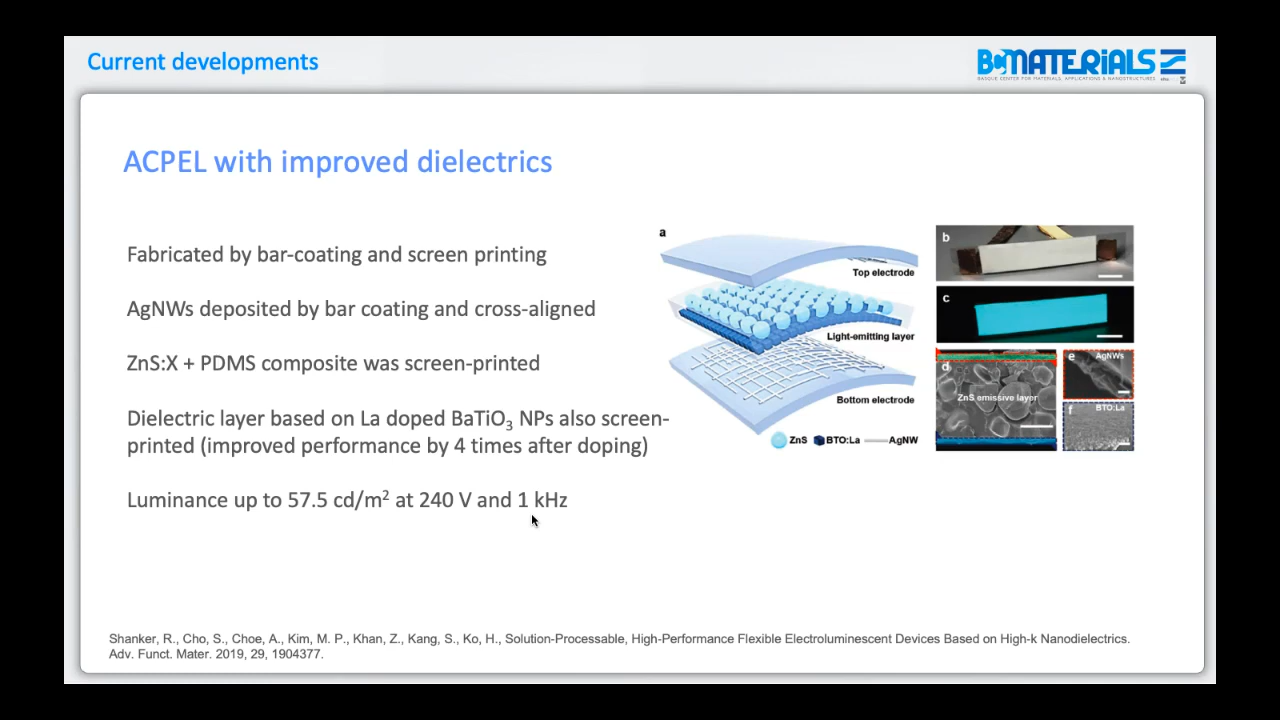 Current developments
BCMATERIALS
BASQUE CENTER FOR MATERIALS, APPLICATIONS & NANOSTRUCTURES
ACPEL with improved dielectrics
Fabricated by bar-coating and screen printing
AgNWs deposited by bar coating and cross-aligned
ZnS:X + PDMS composite was screen-printed
Dielectric layer based on La doped BaTiO₃ NPs also screen-
printed (improved performance by 4 times after doping)
Luminance up to 57.5 cd/m² at 240 V and 1 kHz
a
Top electrode
Light-emitting layer
Bottom electrode
ZnS BTO:La AgNW
b
c
d
ZnS emissive layer
e AgNWs
f BTO:La
Shanker, R., Cho, S., Choe, A., Kim, M. P., Khan, Z., Kang, S., Ko, H., Solution-Processable, High-Performance Flexible Electroluminescent Devices Based on High-k Nanodielectrics.
Adv. Funct. Mater. 2019, 29, 1904377.